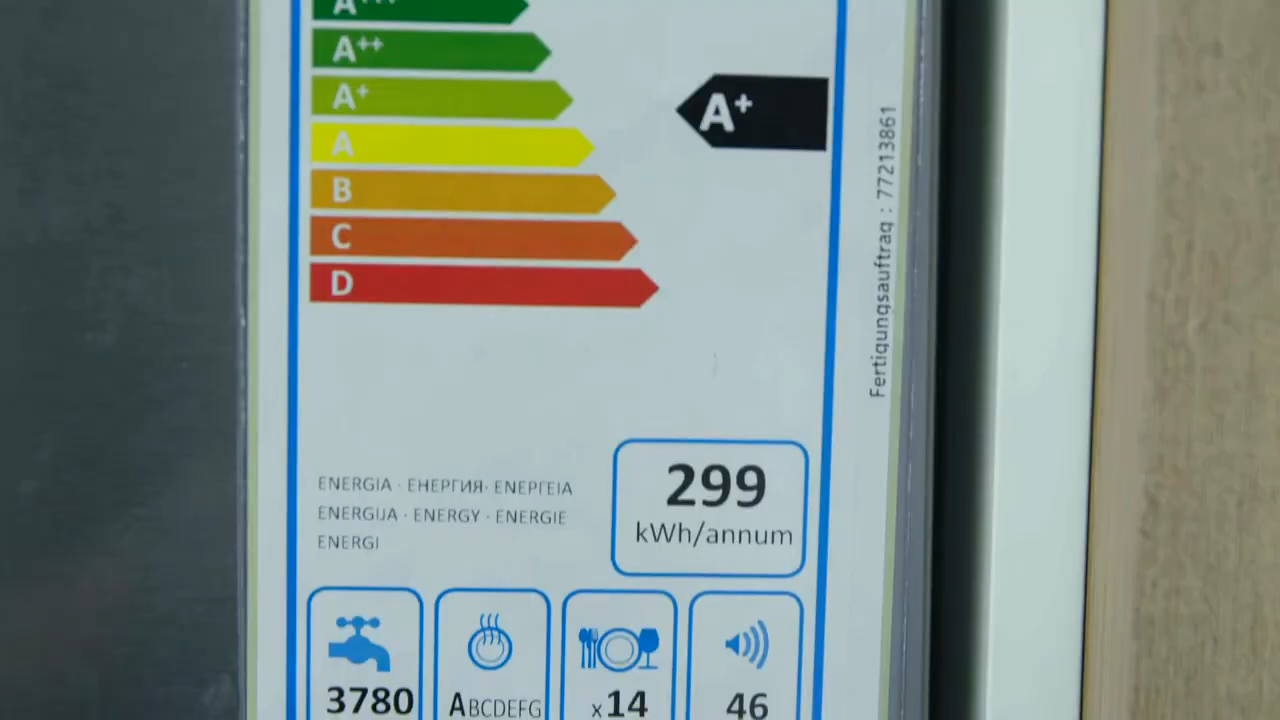 A+++
A++
A+
A
B
C
D
A+
Fertigungsauftrag : 77213861
ENERGIA · ЕНЕРГИЯ · ΕΝΕΡΓΕΙΑ
ENERGIJA · ENERGY · ENERGIE
ENERGI
299
kWh/annum
3780
ABCDEFG
x14
46